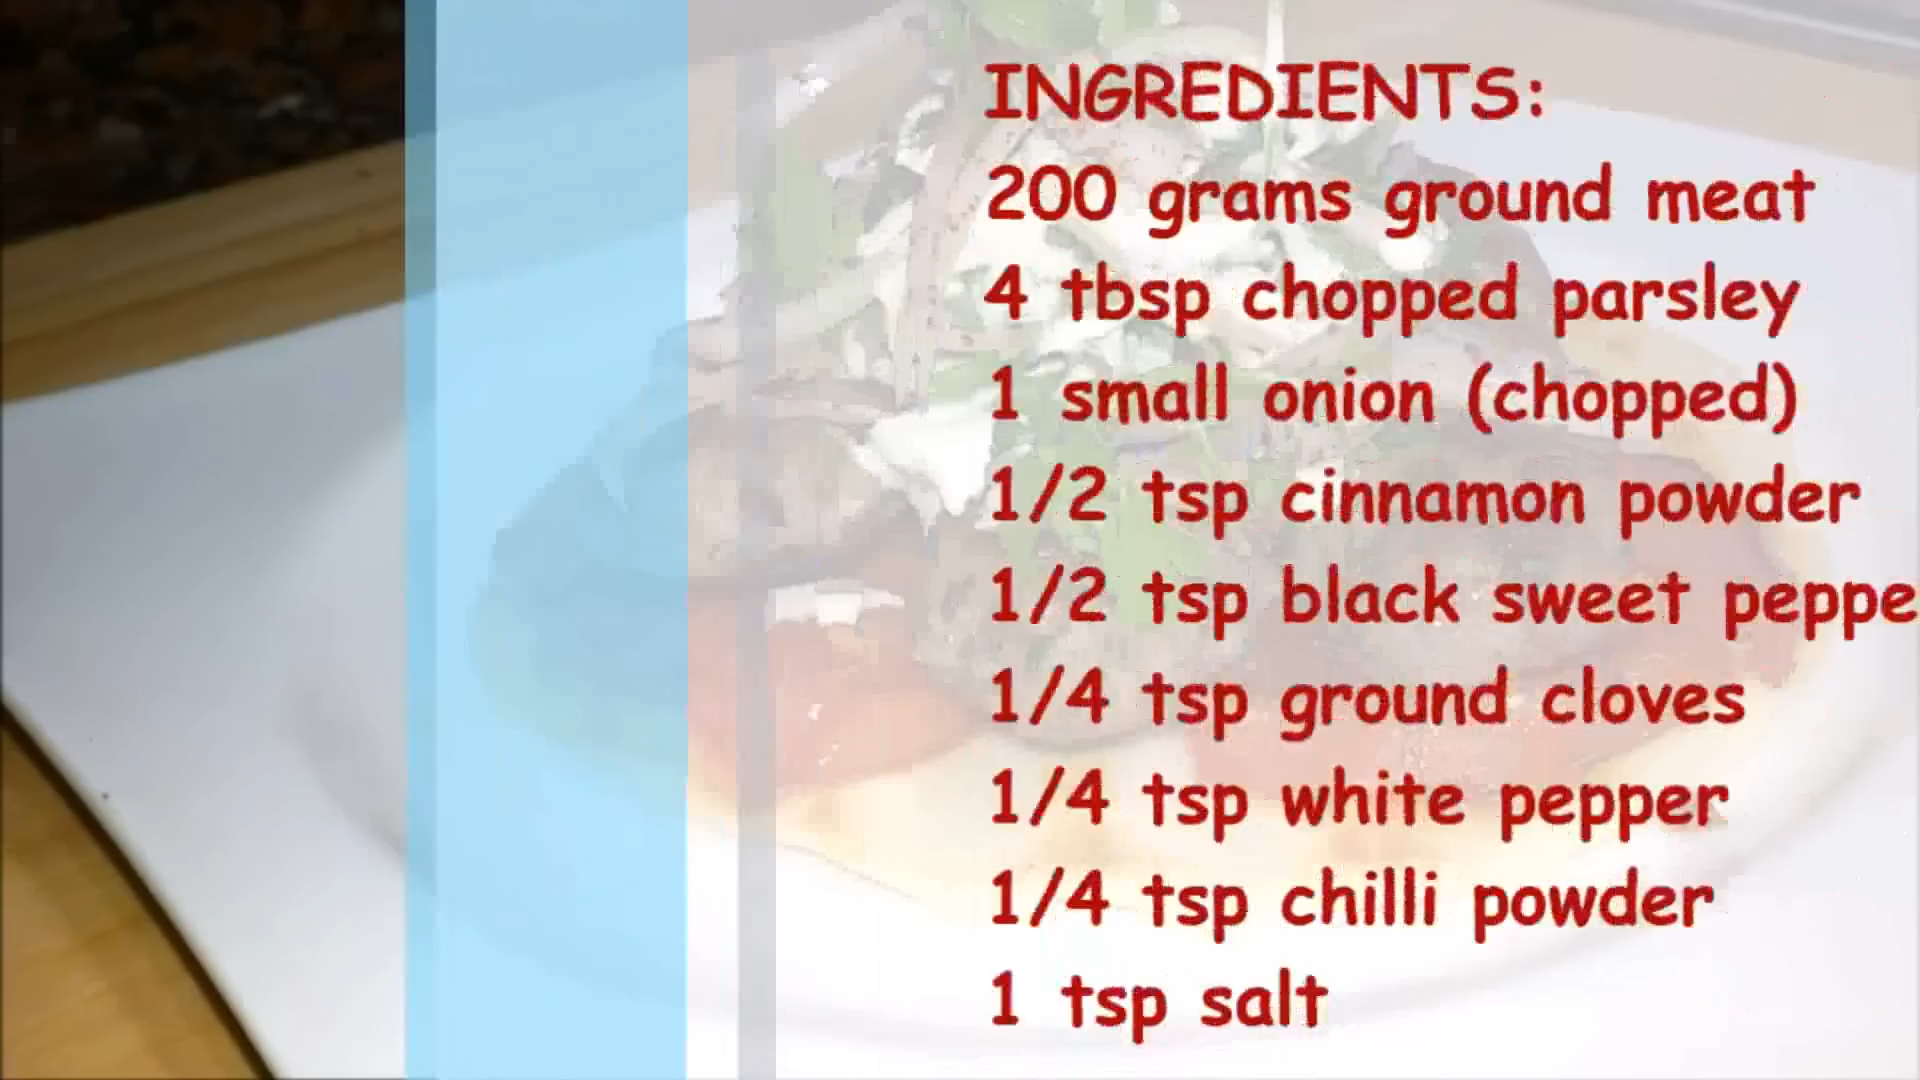 INGREDIENTS:
200 grams ground meat
4 tbsp chopped parsley
1 small onion (chopped)
1/2 tsp cinnamon powder
1/2 tsp black sweet peppe
1/4 tsp ground cloves
1/4 tsp white pepper
1/4 tsp chilli powder
1 tsp salt